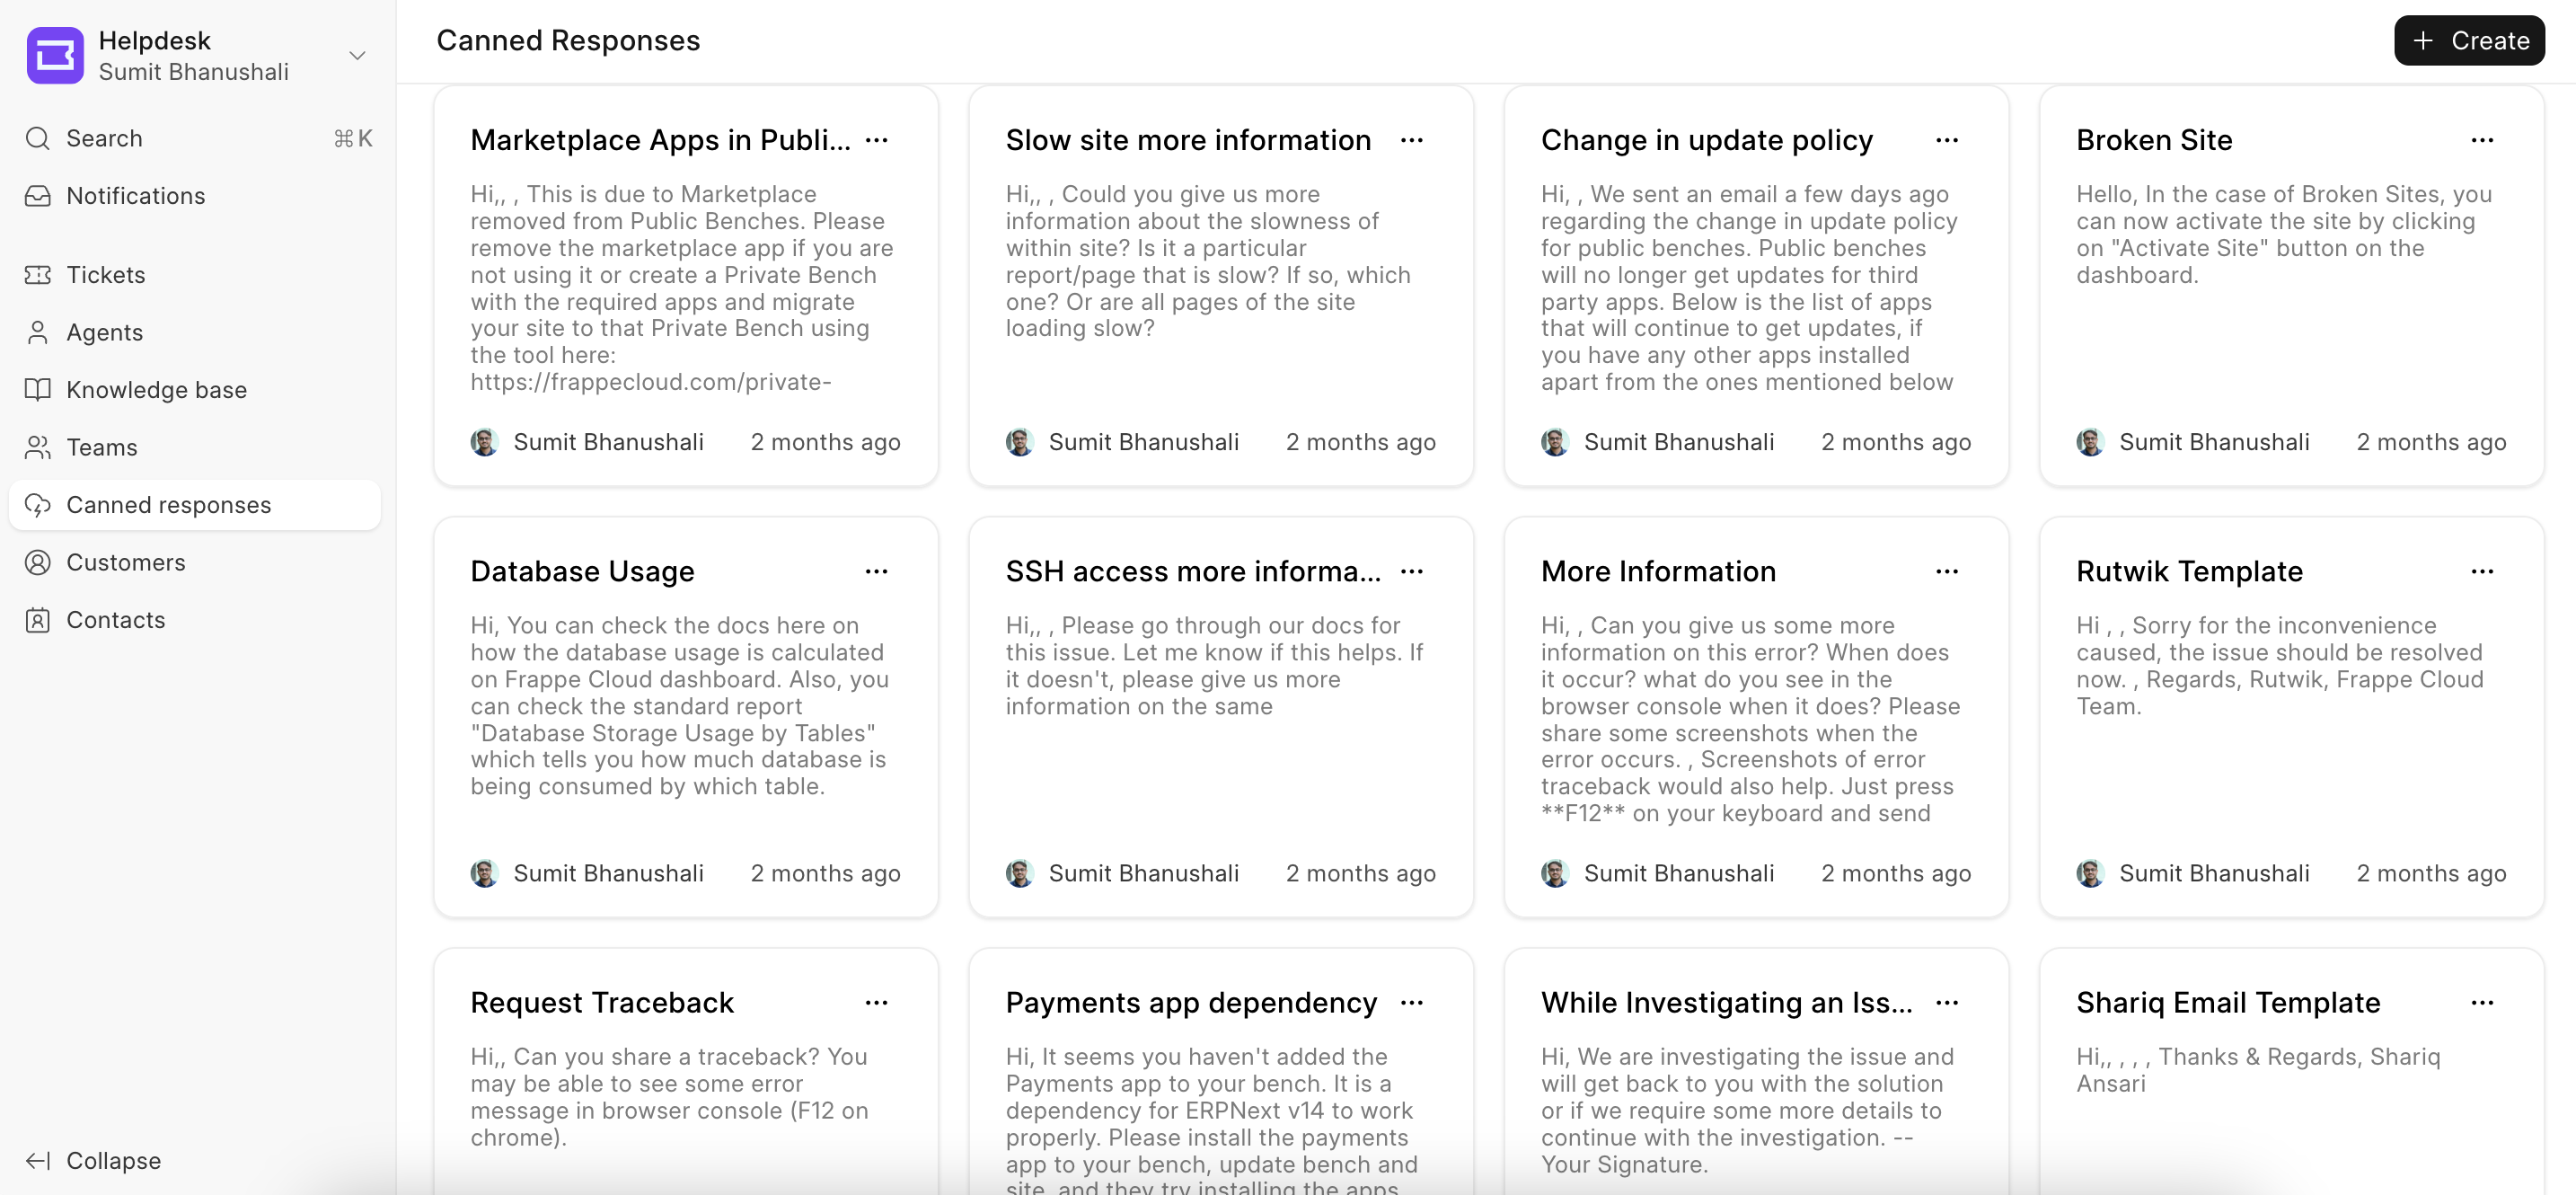 Helpdesk
Sumit Bhanushali
Search ⌘K
Notifications
Tickets
Agents
Knowledge base
Teams
Canned responses
Customers
Contacts
Collapse
Canned Responses
+ Create
Marketplace Apps in Publi... ...
Hi,, , This is due to Marketplace
removed from Public Benches. Please
remove the marketplace app if you are
not using it or create a Private Bench
with the required apps and migrate
your site to that Private Bench using
the tool here:
https://frappecloud.com/private-
Sumit Bhanushali 2 months ago
Slow site more information ...
Hi,, , Could you give us more
information about the slowness of
within site? Is it a particular
report/page that is slow? If so, which
one? Or are all pages of the site
loading slow?
Sumit Bhanushali 2 months ago
Change in update policy ...
Hi, , We sent an email a few days ago
regarding the change in update policy
for public benches. Public benches
will no longer get updates for third
party apps. Below is the list of apps
that will continue to get updates, if
you have any other apps installed
apart from the ones mentioned below
Sumit Bhanushali 2 months ago
Broken Site ...
Hello, In the case of Broken Sites, you
can now activate the site by clicking
on "Activate Site" button on the
dashboard.
Sumit Bhanushali 2 months ago
Database Usage ...
Hi, You can check the docs here on
how the database usage is calculated
on Frappe Cloud dashboard. Also, you
can check the standard report
"Database Storage Usage by Tables"
which tells you how much database is
being consumed by which table.
Sumit Bhanushali 2 months ago
SSH access more informa... ...
Hi,, , Please go through our docs for
this issue. Let me know if this helps. If
it doesn't, please give us more
information on the same
Sumit Bhanushali 2 months ago
More Information ...
Hi, , Can you give us some more
information on this error? When does
it occur? what do you see in the
browser console when it does? Please
share some screenshots when the
error occurs. , Screenshots of error
traceback would also help. Just press
**F12** on your keyboard and send
Sumit Bhanushali 2 months ago
Rutwik Template ...
Hi , , Sorry for the inconvenience
caused, the issue should be resolved
now. , Regards, Rutwik, Frappe Cloud
Team.
Sumit Bhanushali 2 months ago
Request Traceback ...
Hi,, Can you share a traceback? You
may be able to see some error
message in browser console (F12 on
chrome).
Payments app dependency ...
Hi, It seems you haven't added the
Payments app to your bench. It is a
dependency for ERPNext v14 to work
properly. Please install the payments
app to your bench, update bench and
site, and they try installing the apps
While Investigating an Iss... ...
Hi, We are investigating the issue and
will get back to you with the solution
or if we require some more details to
continue with the investigation. --
Your Signature.
Shariq Email Template ...
Hi,, , , , Thanks & Regards, Shariq
Ansari